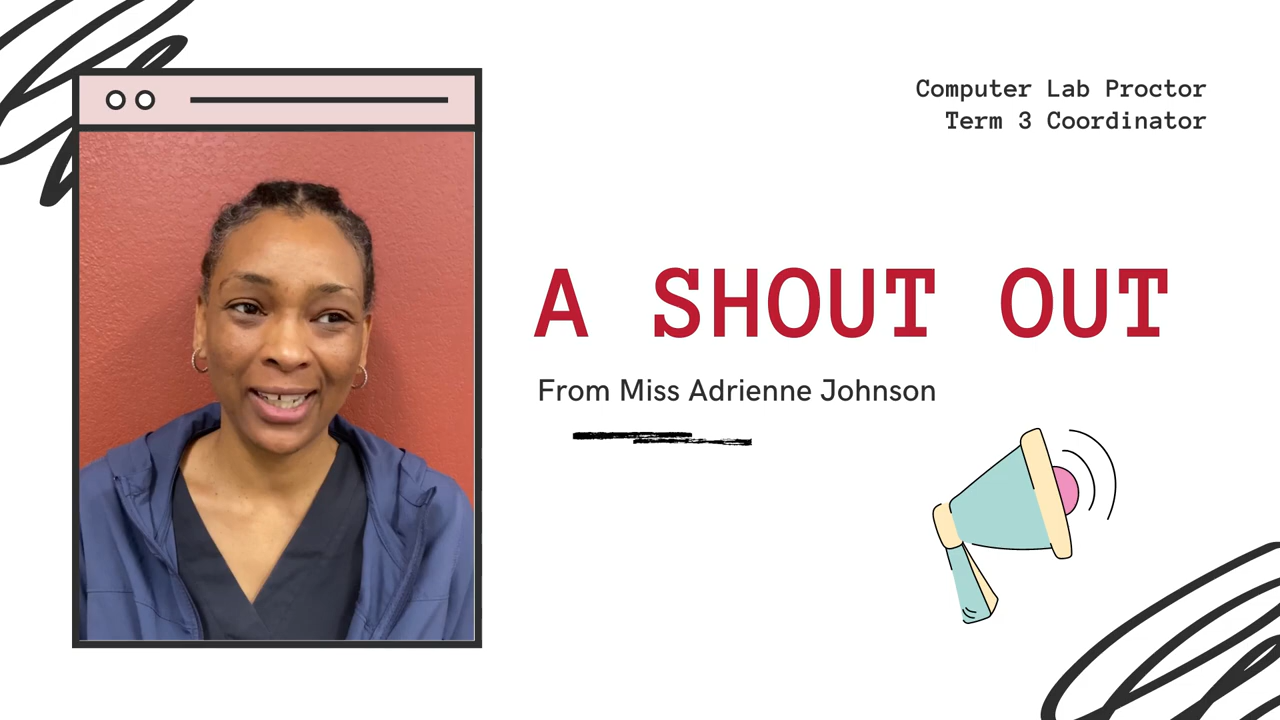 Computer Lab Proctor
Term 3 Coordinator
A SHOUT OUT
From Miss Adrienne Johnson